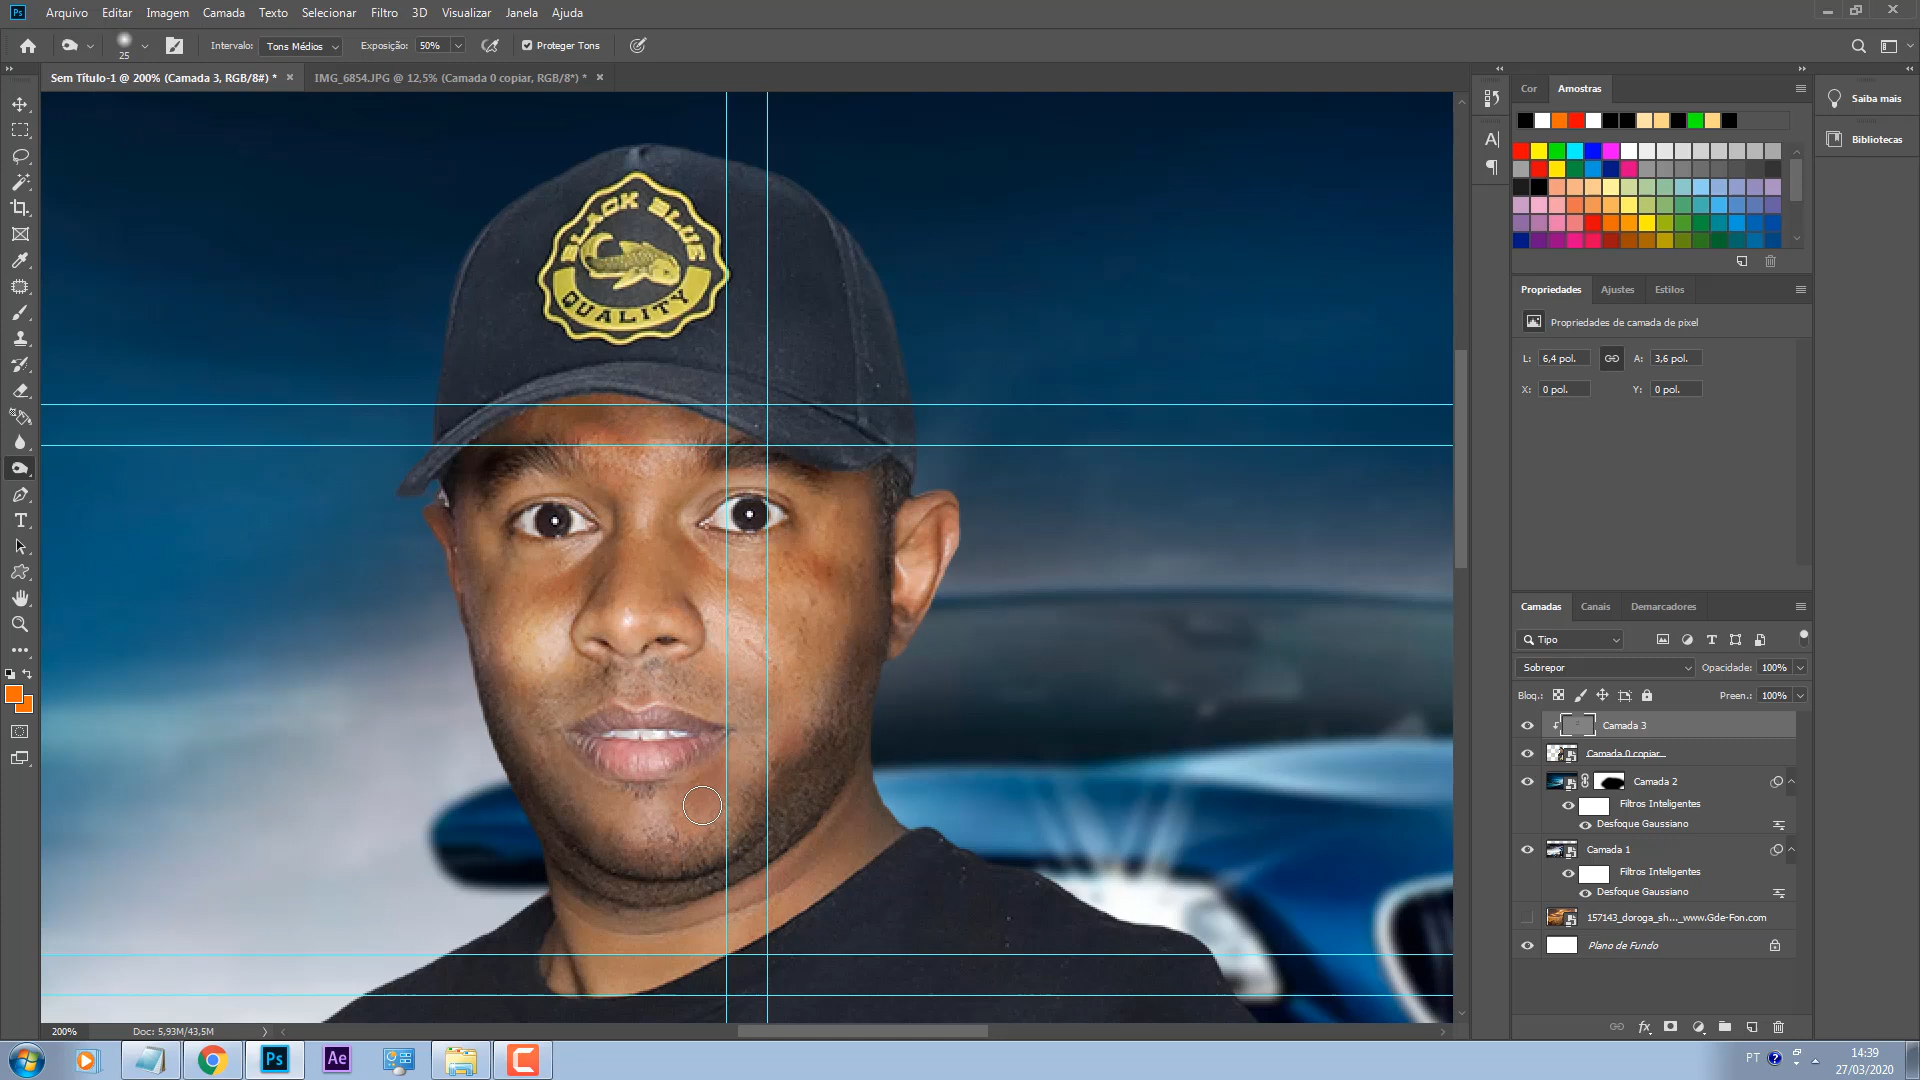 Ps Arquivo Editar Imagem Camada Texto Selecionar Filtro 3D Visualizar Janela Ajuda
25 Intervalo: Tons Médios Exposição: 50% Proteger Tons
Sem Título-1 @ 200% (Camada 3, RGB/8#) * × IMG_6854.JPG @ 12,5% (Camada 0 copiar, RGB/8*) * ×
Cor Amostras
Saiba mais
Bibliotecas
BLACK BLUE
QUALITY
Propriedades Ajustes Estilos
Propriedades de camada de pixel
L: 6,4 pol. A: 3,6 pol.
X: 0 pol. Y: 0 pol.
Camadas Canais Demarcadores
Tipo
Sobrepor Opacidade: 100%
Bloq.: Preen.: 100%
Camada 3
Camada 0 copiar
Camada 2
Filtros Inteligentes
Desfoque Gaussiano
Camada 1
Filtros Inteligentes
Desfoque Gaussiano
157143_doroga_sh..._www.Gde-Fon.com
Plano de Fundo
200% Doc: 5,93M/43,5M
Ps Ae PT 14:39
27/03/2020